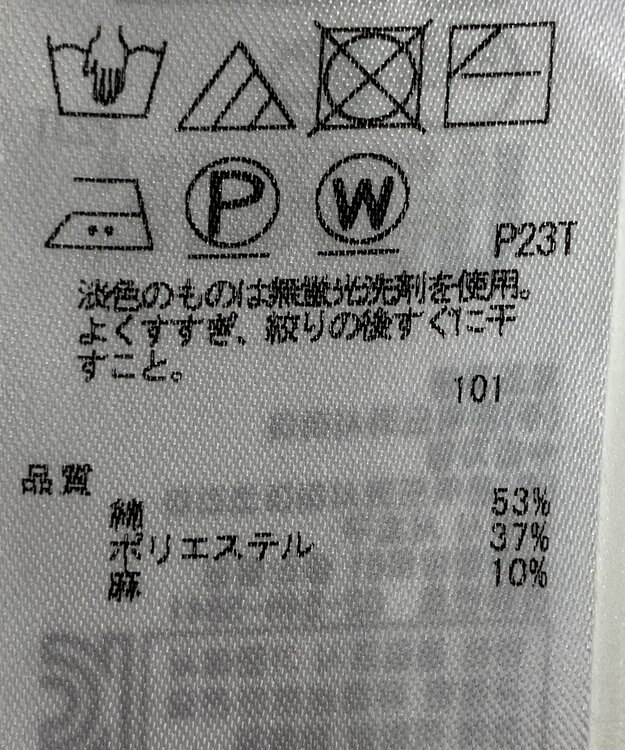 P W
P23T
淡色のものは無蛍光洗剤を使用。
よくすすぎ、絞りの後すぐに干
すこと。
101
品質
綿 53%
ポリエステル 37%
麻 10%